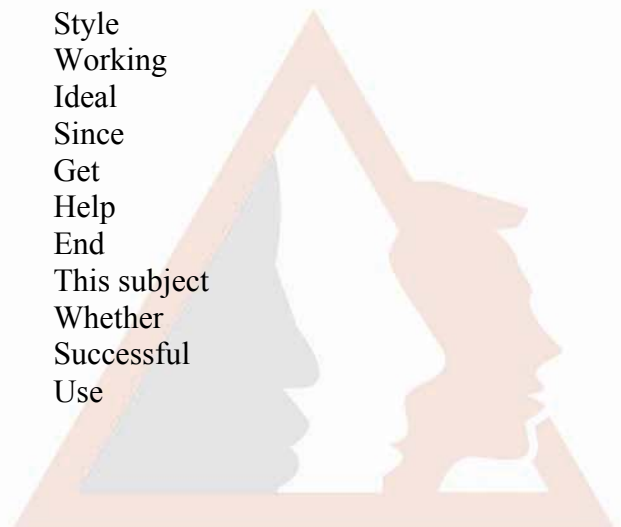 Style
Working
Ideal
Since
Get
Help
End
This subject
Whether
Successful
Use